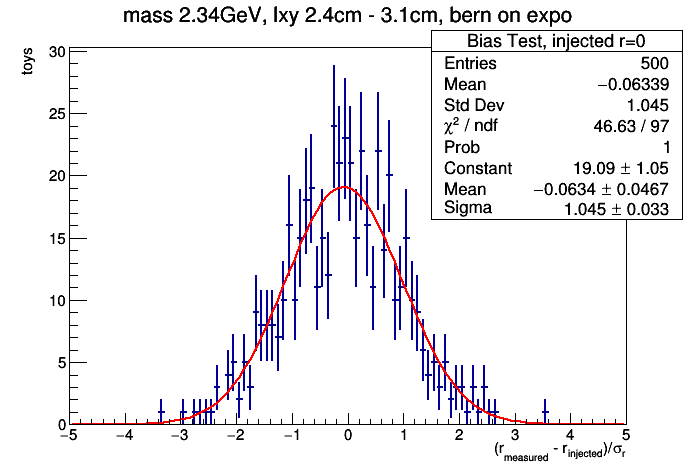 mass 2.34GeV, lxy 2.4cm - 3.1cm, bern on expo
toys
30
25
20
15
10
5
0
Bias Test, injected r=0
Entries 500
Mean −0.06339
Std Dev 1.045
χ² / ndf 46.63 / 97
Prob 1
Constant 19.09 ± 1.05
Mean −0.0634 ± 0.0467
Sigma 1.045 ± 0.033
−5 −4 −3 −2 −1 0 1 2 3 4 5
(r_measured - r_injected)/σ_r